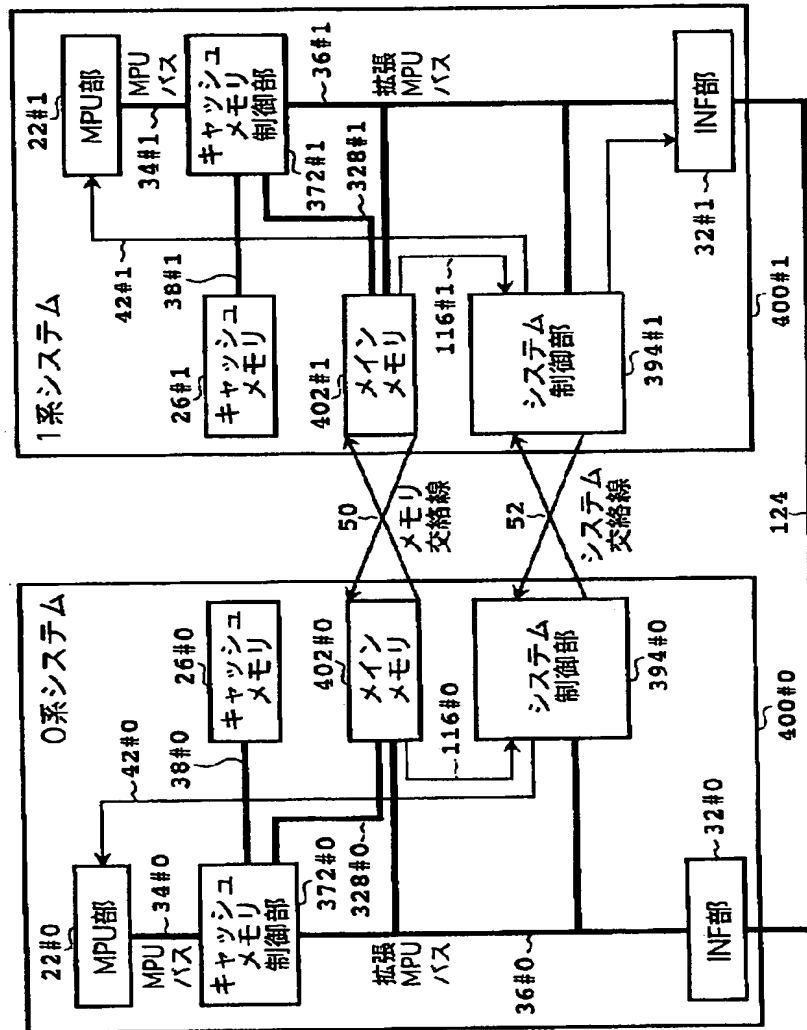 0系システム
22#0
MPU部
MPU
バス
34#0
42#0
キャッシュ
メモリ
制御部
38#0
キャッシュ
メモリ
26#0
372#0
328#0
402#0
メイン
メモリ
拡張
MPU
バス
116#0
システム
制御部
394#0
36#0
INF部
32#0
400#0
50
メモリ
交絡線
52
システム
交絡線
124
1系システム
22#1
MPU部
MPU
バス
34#1
42#1
38#1
キャッシュ
メモリ
制御部
26#1
キャッシュ
メモリ
372#1
328#1
36#1
拡張
MPU
バス
402#1
メイン
メモリ
116#1
システム
制御部
394#1
INF部
32#1
400#1